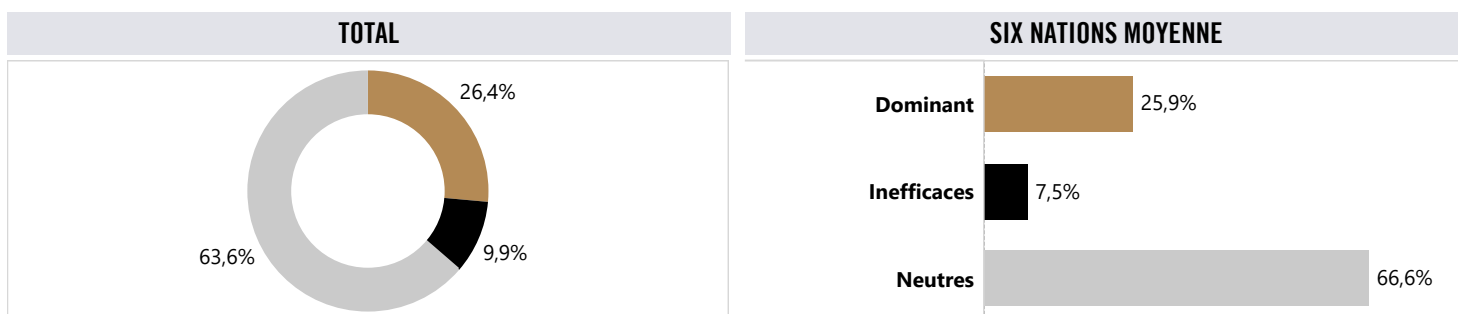 TOTAL
26,4%
9,9%
63,6%
SIX NATIONS MOYENNE
Dominant 25,9%
Inefficaces 7,5%
Neutres 66,6%